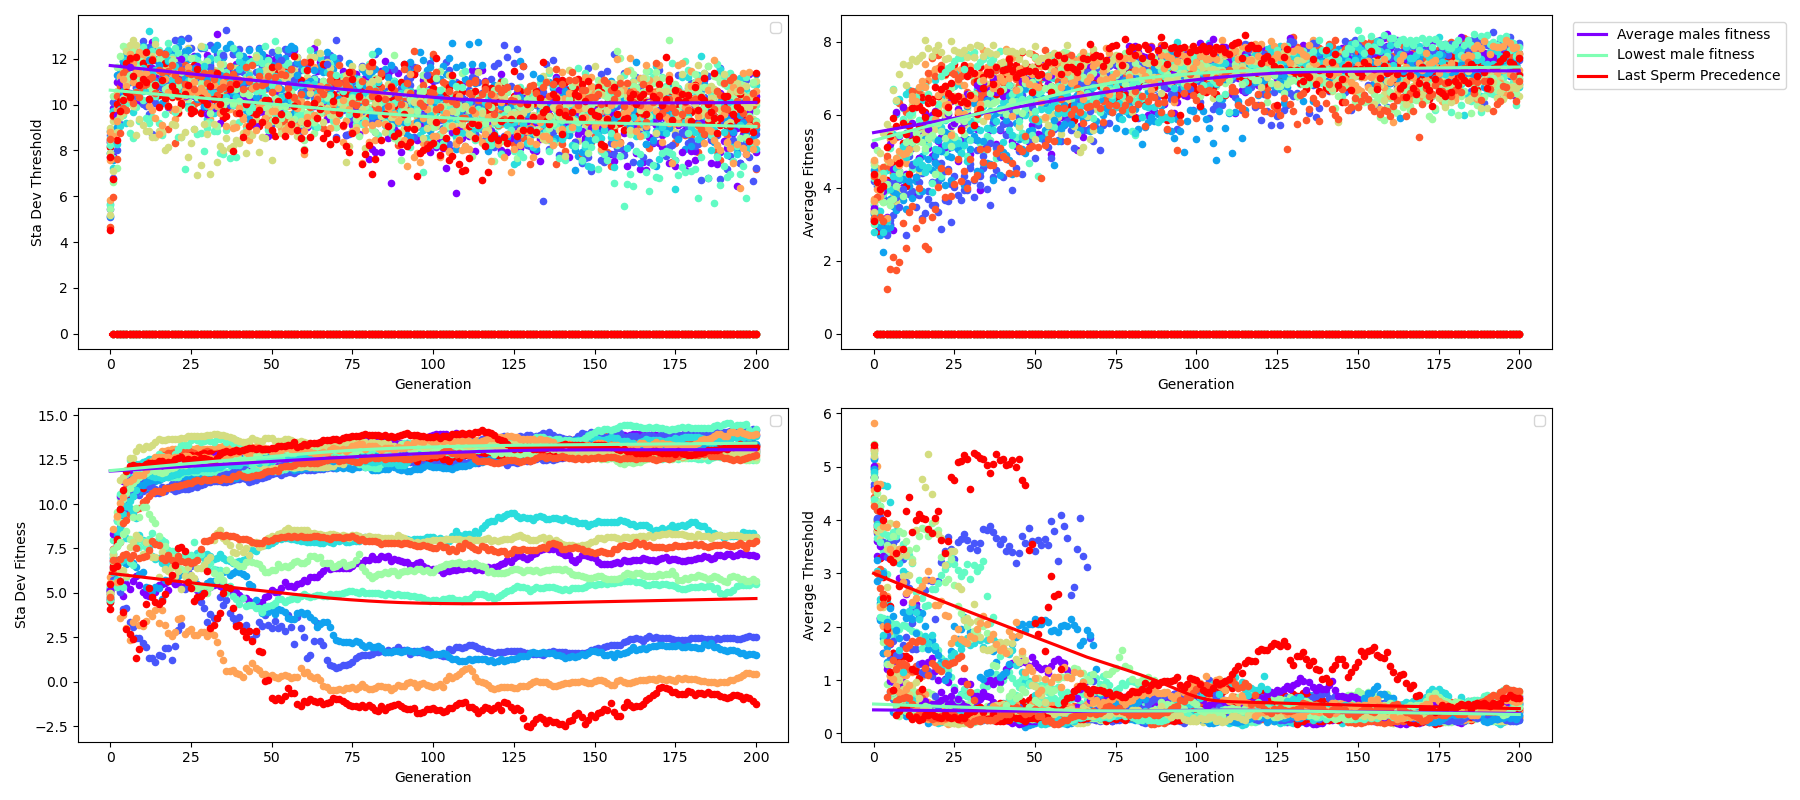 Sta Dev Threshold
12
10
8
6
4
2
0
0 25 50 75 100 125 150 175 200
Generation
Average Fitness
8
6
4
2
0
0 25 50 75 100 125 150 175 200
Generation
Average males fitness
Lowest male fitness
Last Sperm Precedence
Sta Dev Fitness
15.0
12.5
10.0
7.5
5.0
2.5
0.0
−2.5
0 25 50 75 100 125 150 175 200
Generation
Average Threshold
6
5
4
3
2
1
0
0 25 50 75 100 125 150 175 200
Generation